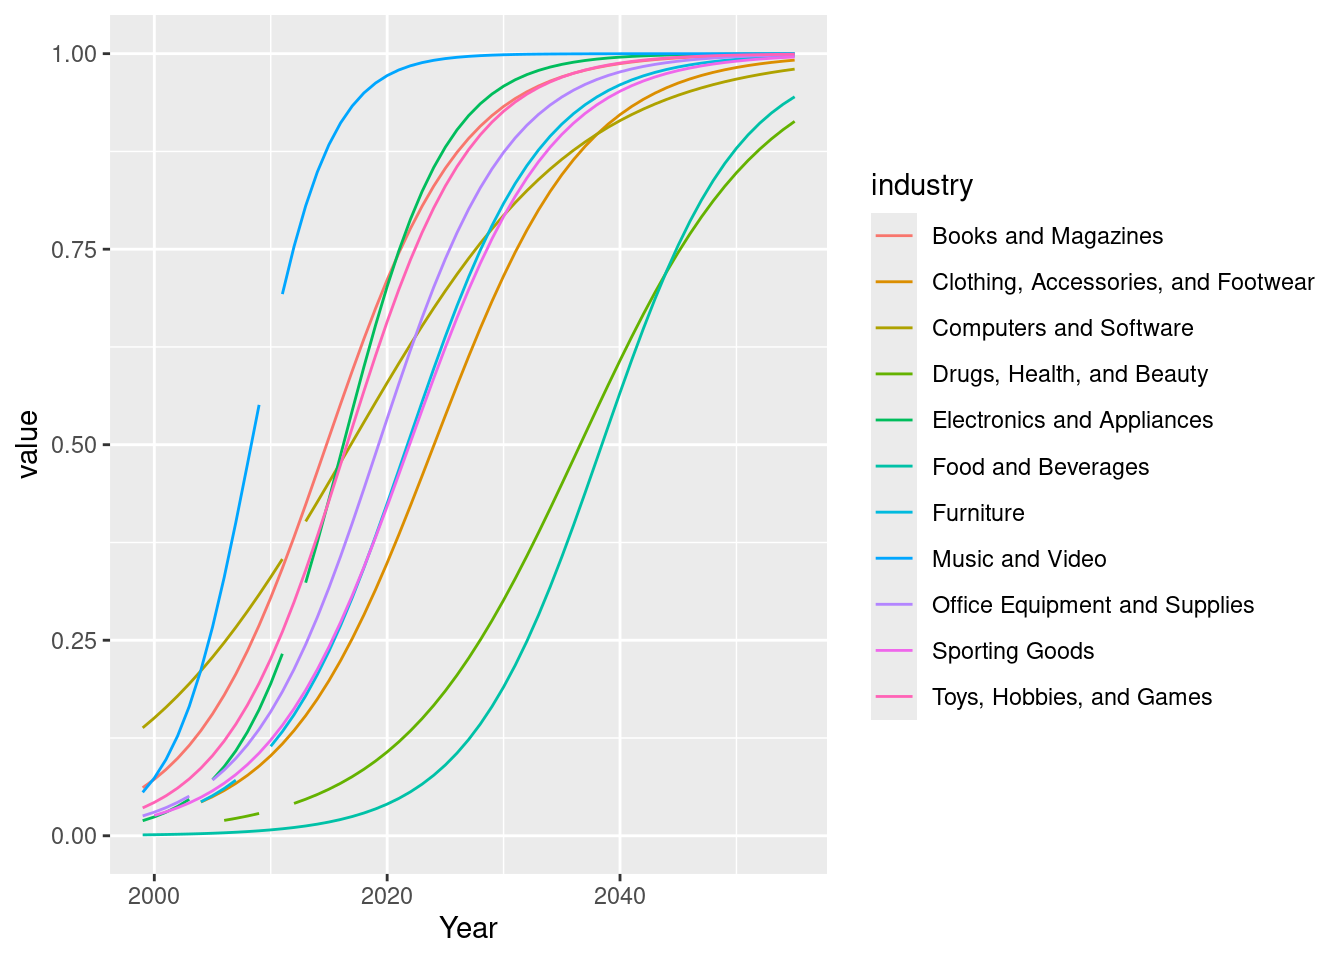 1.00
0.75
0.50
0.25
0.00
value
2000
2020
2040
Year
industry
Books and Magazines
Clothing, Accessories, and Footwear
Computers and Software
Drugs, Health, and Beauty
Electronics and Appliances
Food and Beverages
Furniture
Music and Video
Office Equipment and Supplies
Sporting Goods
Toys, Hobbies, and Games